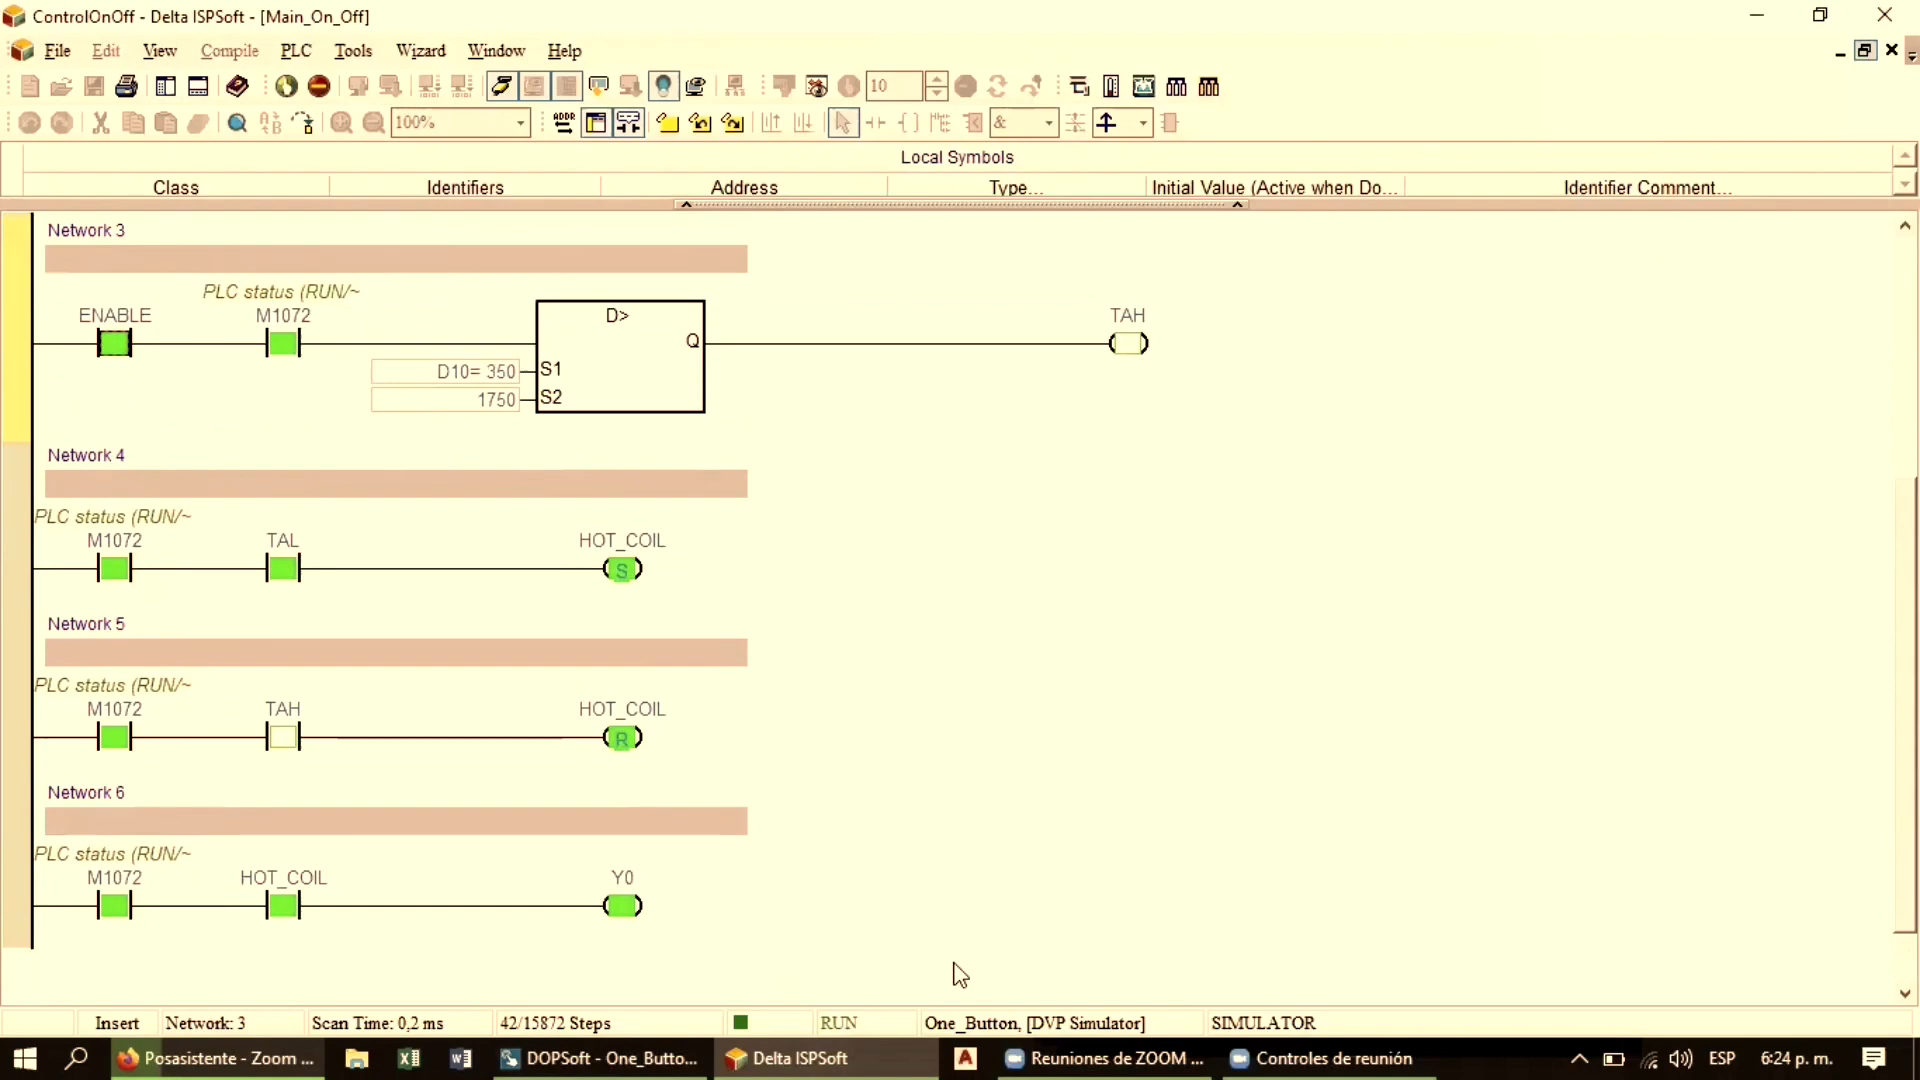 ControlOnOff - Delta ISPSoft - [Main_On_Off]
File Edit View Compile PLC Tools Wizard Window Help
10
100%
ADDR
&
Local Symbols
Class Identifiers Address Type... Initial Value (Active when Do... Identifier Comment...
Network 3
PLC status (RUN/~
ENABLE M1072 D> TAH
Q
D10= 350 S1
1750 S2
Network 4
PLC status (RUN/~
M1072 TAL HOT_COIL
S
Network 5
PLC status (RUN/~
M1072 TAH HOT_COIL
R
Network 6
PLC status (RUN/~
M1072 HOT_COIL Y0
Insert Network: 3 Scan Time: 0,2 ms 42/15872 Steps RUN One_Button, [DVP Simulator] SIMULATOR
Posasistente - Zoom ... DOPSoft - One_Butto... Delta ISPSoft A Reuniones de ZOOM ... Controles de reunión ESP 6:24 p. m.